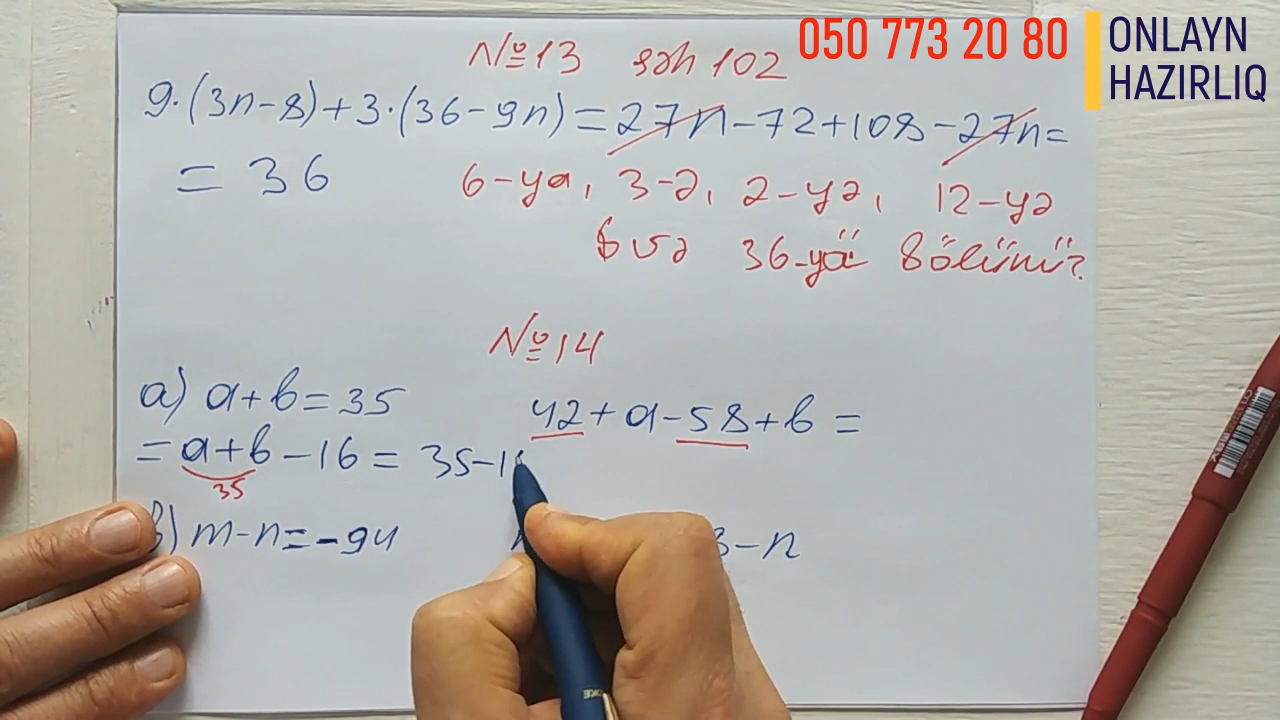 050 773 20 80
ONLAYN
HAZIRLIQ
№13 səh 102
9·(3n-8)+3·(36-9n)=27n-72+108-27n=
= 36
6-ya, 3-ə, 2-yə, 12-yə
və 36-ya bölünür.
№14
a) a+b=35 42+a-58+b=
=a+b-16= 35-1
35
b) m-n=-94 -n